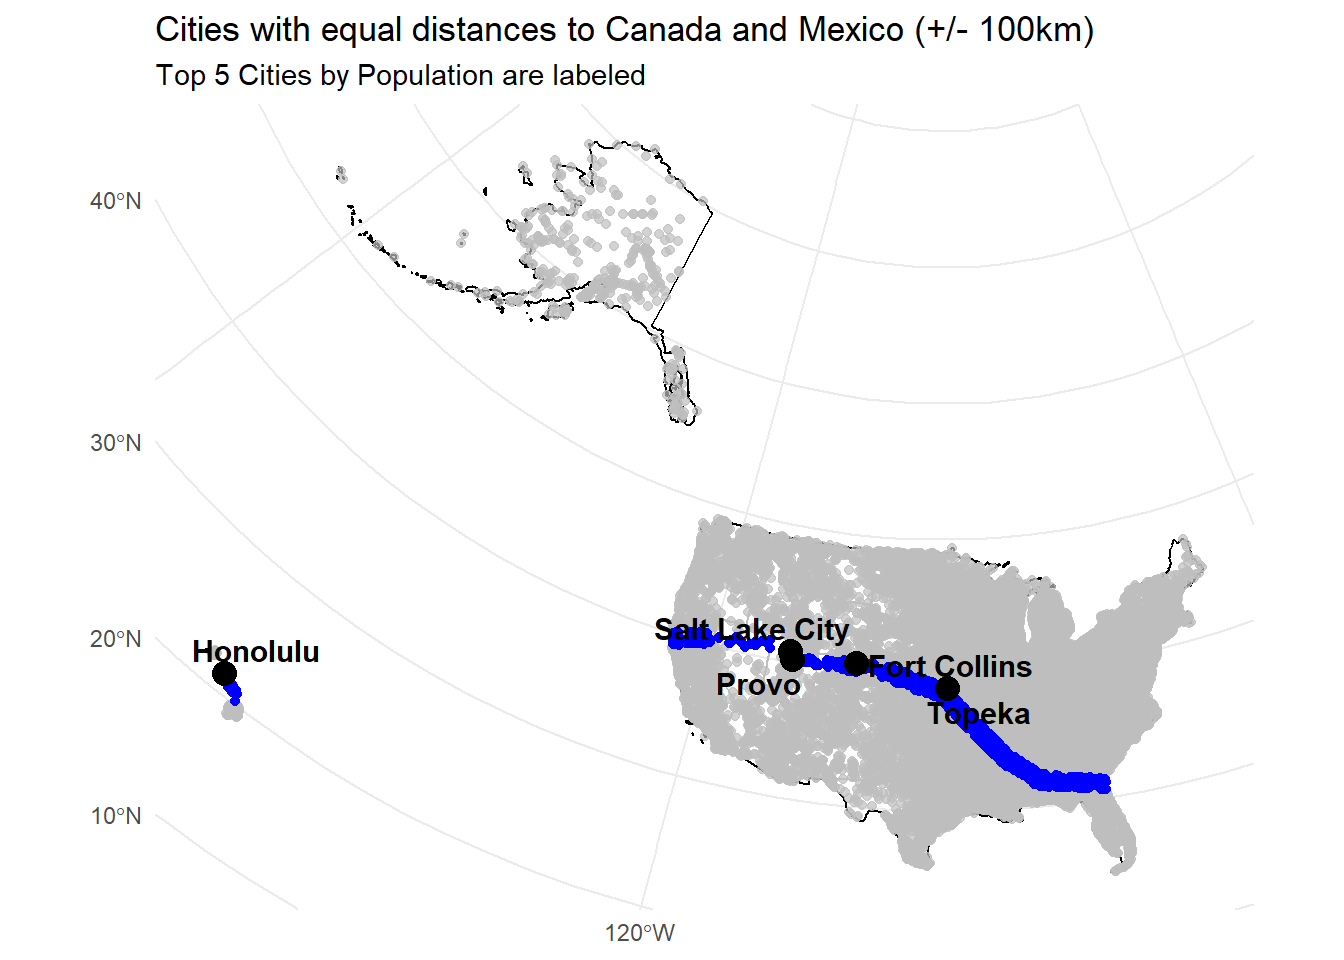 Cities with equal distances to Canada and Mexico (+/- 100km)
Top 5 Cities by Population are labeled
40°N
30°N
20°N
10°N
120°W
Honolulu
Salt Lake City
Provo
Fort Collins
Topeka